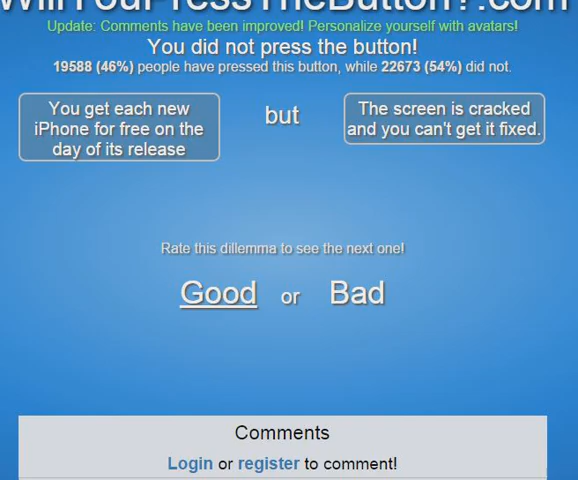 WillYouPressTheButton?.com
Update: Comments have been improved! Personalize yourself with avatars!
You did not press the button!
19588 (46%) people have pressed this button, while 22673 (54%) did not.
You get each new
iPhone for free on the
day of its release
but
The screen is cracked
and you can't get it fixed.
Rate this dillemma to see the next one!
Good or Bad
Comments
Login or register to comment!